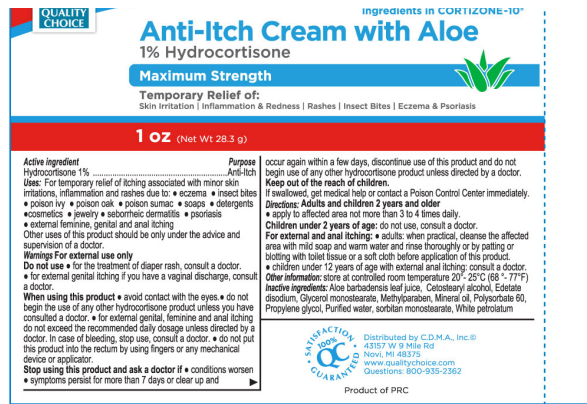 QUALITY
CHOICE
ingredients in CORTIZONE-10®
Anti-Itch Cream with Aloe
1% Hydrocortisone
Maximum Strength
Temporary Relief of:
Skin Irritation | Inflammation & Redness | Rashes | Insect Bites | Eczema & Psoriasis
1 oz (Net Wt 28.3 g)
Active ingredient Purpose
Hydrocortisone 1% ......................................................Anti-Itch
Uses: For temporary relief of itching associated with minor skin
irritations, inflammation and rashes due to: • eczema • insect bites
• poison ivy • poison oak • poison sumac • soaps • detergents
•cosmetics • jewelry • seborrheic dermatitis • psoriasis
• external feminine, genital and anal itching
Other uses of this product should be only under the advice and
supervision of a doctor.
Warnings For external use only
Do not use • for the treatment of diaper rash, consult a doctor.
• for external genital itching if you have a vaginal discharge, consult
a doctor.
When using this product • avoid contact with the eyes.• do not
begin the use of any other hydrocortisone product unless you have
consulted a doctor. • for external genital, feminine and anal itching
do not exceed the recommended daily dosage unless directed by a
doctor. In case of bleeding, stop use, consult a doctor. • do not put
this product into the rectum by using fingers or any mechanical
device or applicator.
Stop using this product and ask a doctor if • conditions worsen
• symptoms persist for more than 7 days or clear up and
occur again within a few days, discontinue use of this product and do not
begin use of any other hydrocortisone product unless directed by a doctor.
Keep out of the reach of children.
If swallowed, get medical help or contact a Poison Control Center immediately.
Directions: Adults and children 2 years and older
• apply to affected area not more than 3 to 4 times daily.
Children under 2 years of age: do not use, consult a doctor.
For external and anal itching: • adults: when practical, cleanse the affected
area with mild soap and warm water and rinse thoroughly or by patting or
blotting with toilet tissue or a soft cloth before application of this product.
• children under 12 years of age with external anal itching: consult a doctor.
Other information: store at controlled room temperature 20°- 25°C (68 °- 77°F)
Inactive ingredients: Aloe barbadensis leaf juice, Cetostearyl alcohol, Edetate
disodium, Glycerol monostearate, Methylparaben, Mineral oil, Polysorbate 60,
Propylene glycol, Purified water, sorbitan monostearate, White petrolatum
SATISFACTION
100%
QC
GUARANTEED
Distributed by C.D.M.A., Inc.©
43157 W 9 Mile Rd
Novi, MI 48375
www.qualitychoice.com
Questions: 800-935-2362
Product of PRC